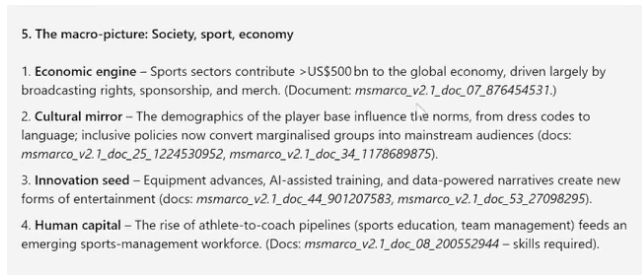 5. The macro-picture: Society, sport, economy
1. Economic engine – Sports sectors contribute >US$500 bn to the global economy, driven largely by
broadcasting rights, sponsorship, and merch. (Document: msmarco_v2.1_doc_07_876454531.)
2. Cultural mirror – The demographics of the player base influence the norms, from dress codes to
language; inclusive policies now convert marginalised groups into mainstream audiences (docs:
msmarco_v2.1_doc_25_1224530952, msmarco_v2.1_doc_34_1178689875).
3. Innovation seed – Equipment advances, AI-assisted training, and data-powered narratives create new
forms of entertainment (docs: msmarco_v2.1_doc_44_901207583, msmarco_v2.1_doc_53_27098295).
4. Human capital – The rise of athlete-to-coach pipelines (sports education, team management) feeds an
emerging sports-management workforce. (Docs: msmarco_v2.1_doc_08_200552944 – skills required).